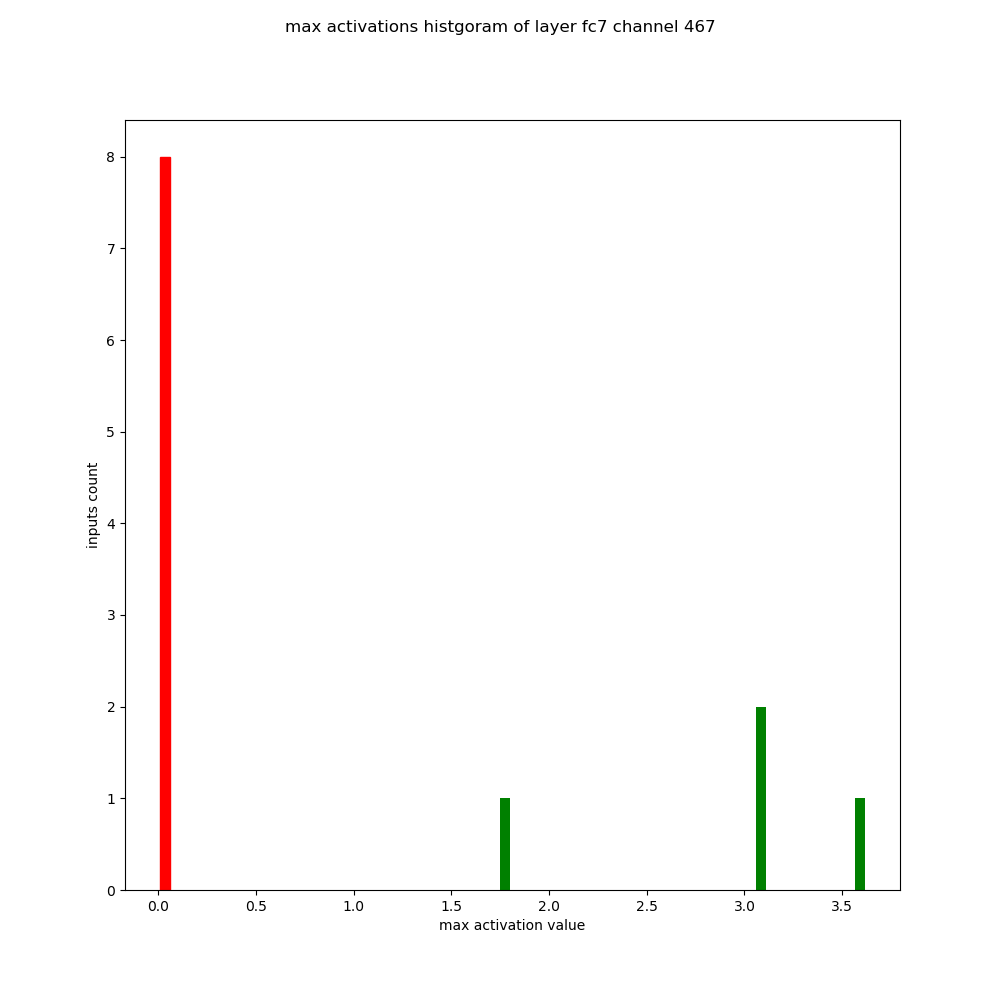 max activations histgoram of layer fc7 channel 467
8
7
6
5
4
3
2
1
0
inputs count
0.0 0.5 1.0 1.5 2.0 2.5 3.0 3.5
max activation value